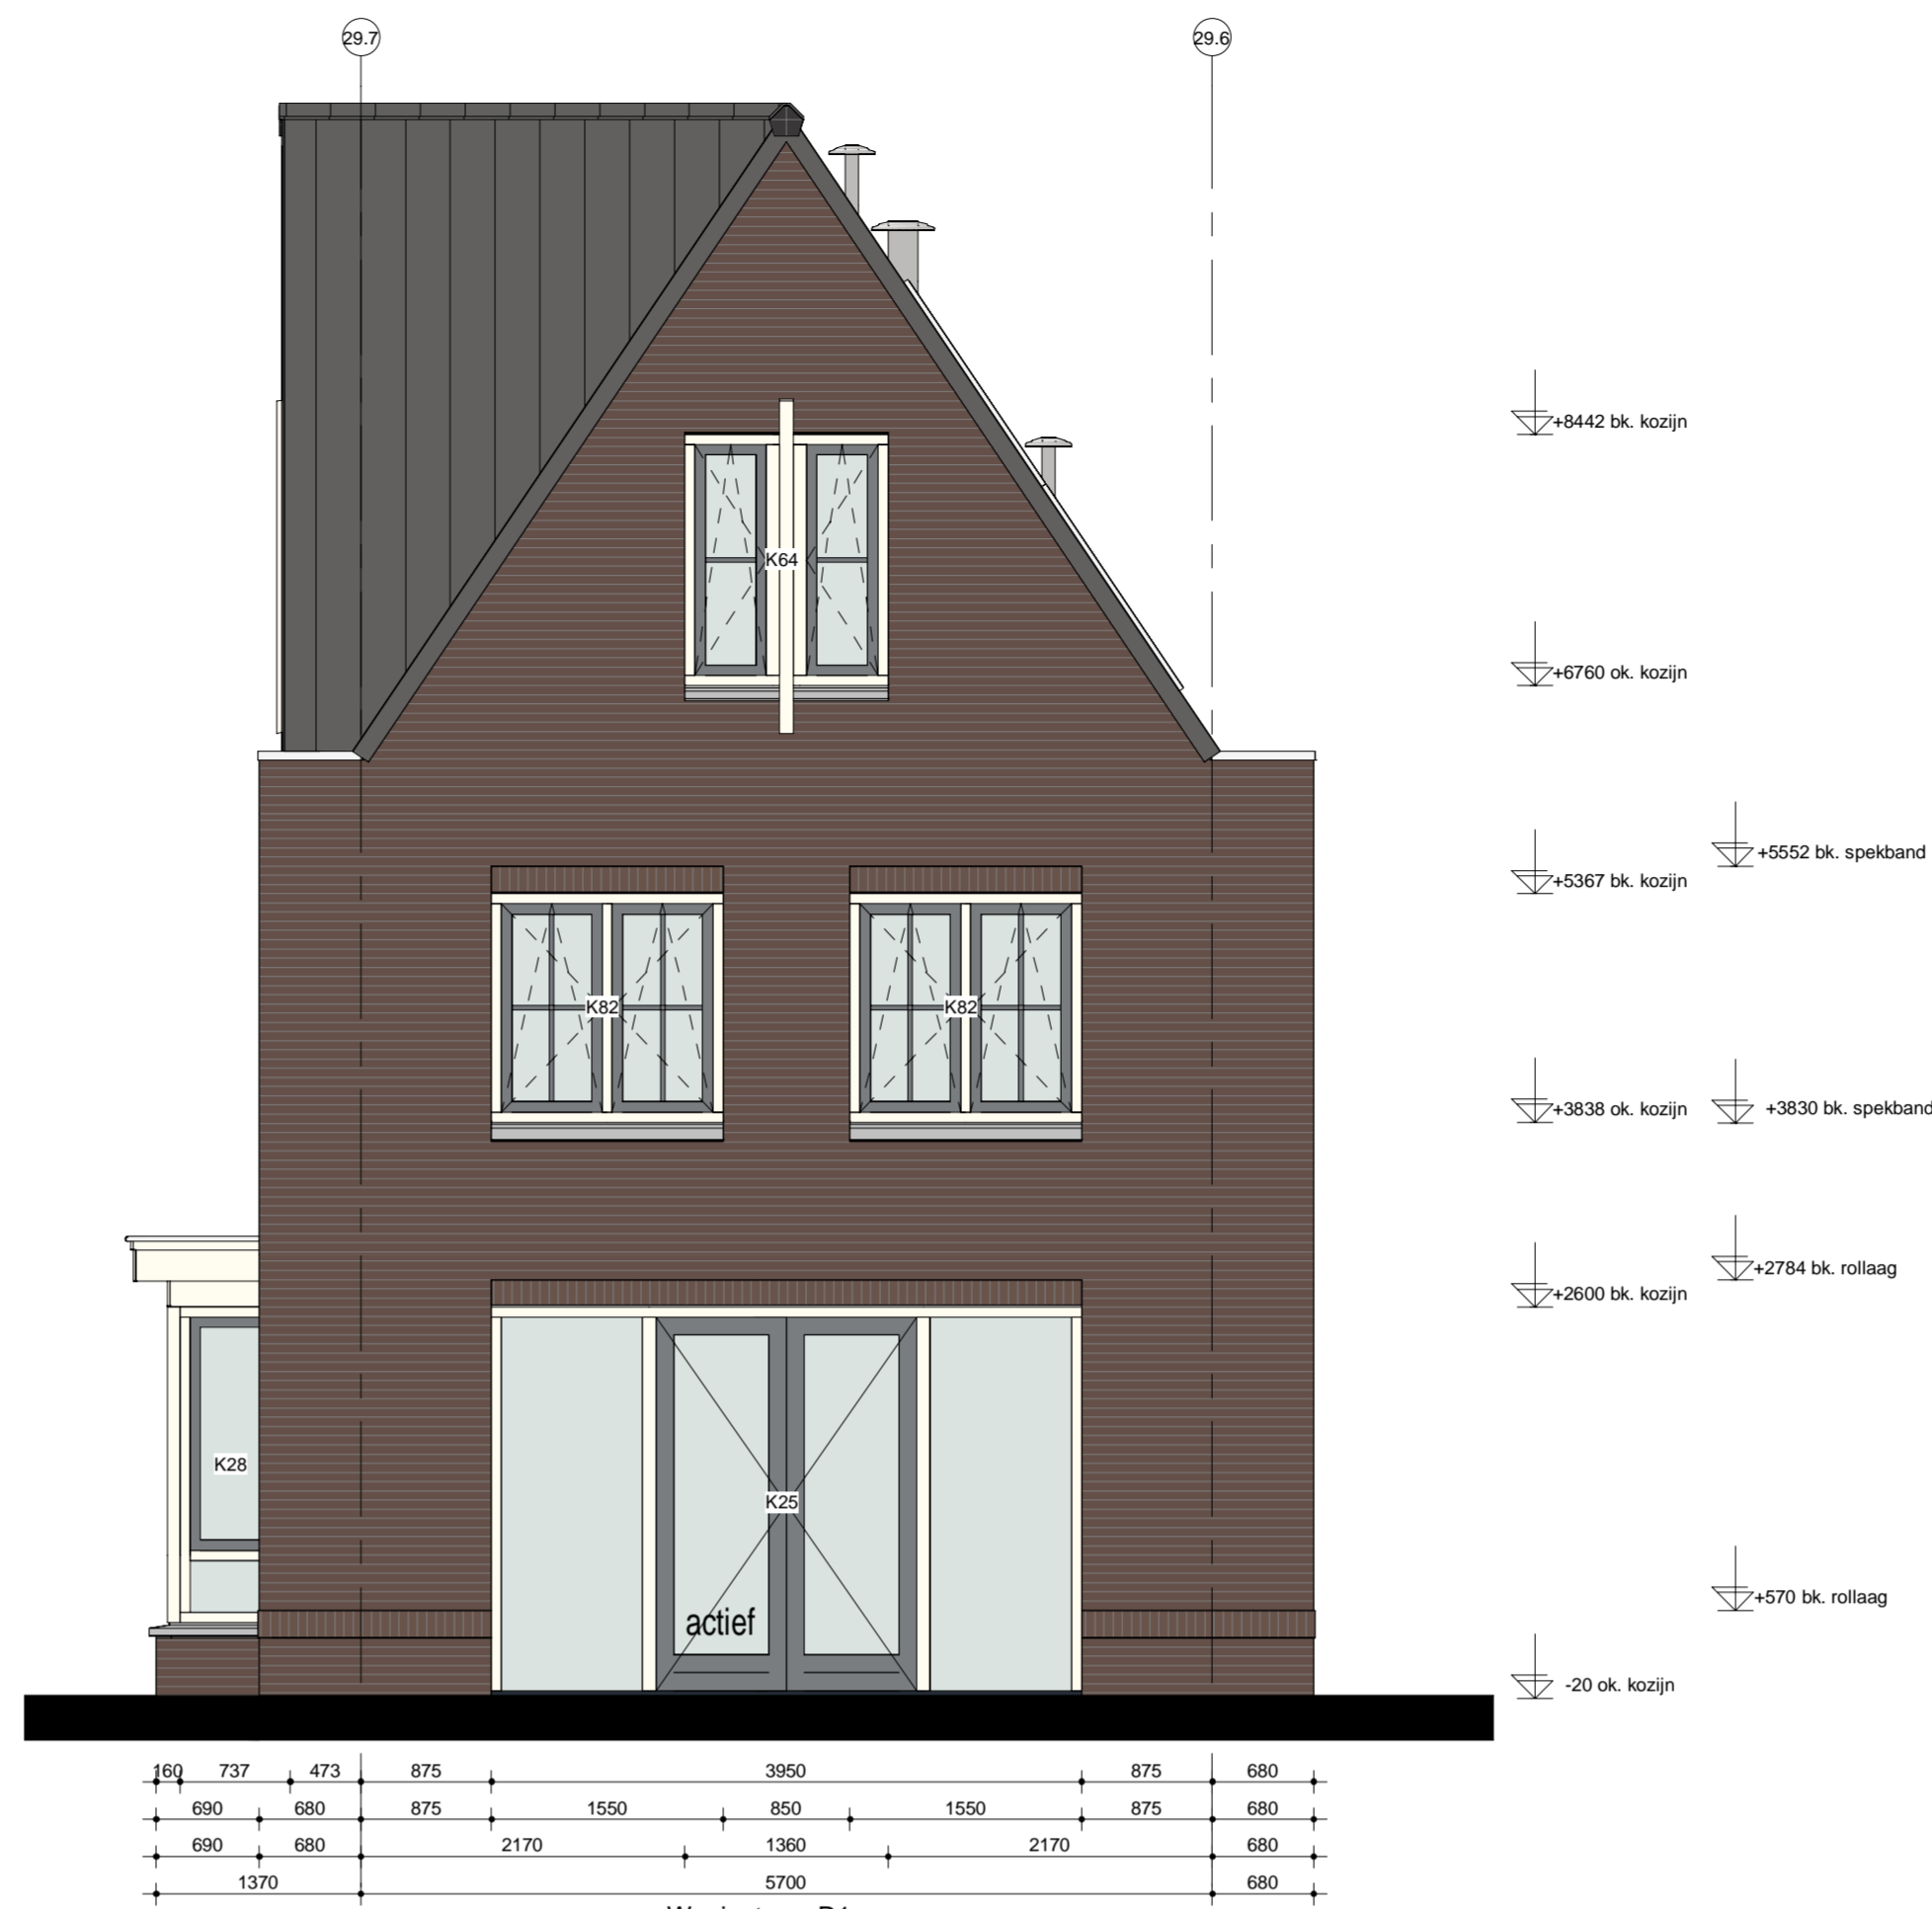 29.7 29.6
+8442 bk. kozijn
K64
+6760 ok. kozijn
+5552 bk. spekband
+5367 bk. kozijn
K82 K82
+3838 ok. kozijn +3830 bk. spekband
+2784 bk. rollaag
+2600 bk. kozijn
K28
K25
+570 bk. rollaag
actief
-20 ok. kozijn
160 737 473 875 3950 875 680
690 680 875 1550 850 1550 875 680
690 680 2170 1360 2170 680
1370 5700 680